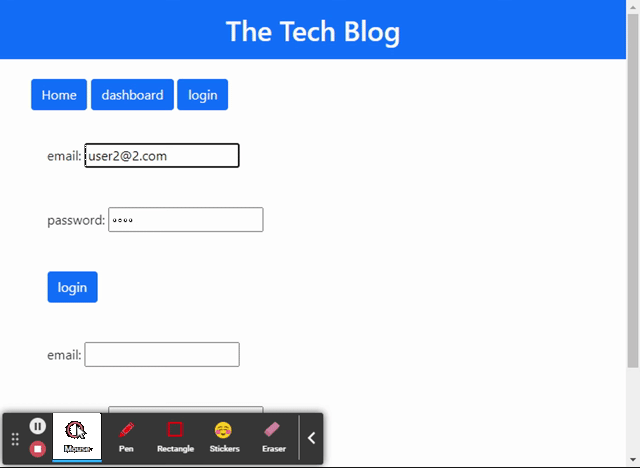 The Tech Blog
Home dashboard login
email: user2@2.com
password: ••••
login
email:
Mouse Pen Rectangle Stickers Eraser